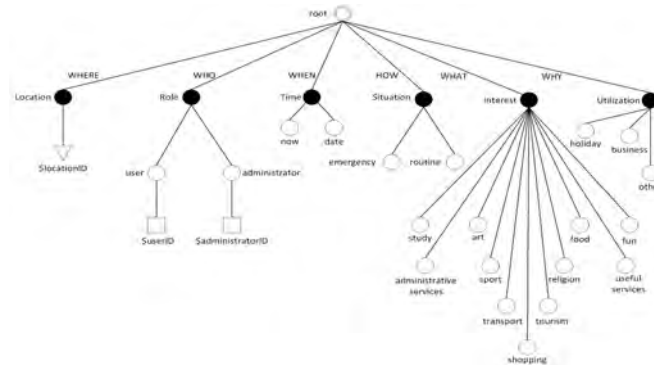 root
WHERE
WHO
WHEN
HOW
WHAT
WHY
Location
Role
Time
Situation
Interest
Utilization
now
date
holiday
business
$locationID
user
administrator
emergency
routine
othe
$userID
$administratorID
study
art
food
fun
administrative
services
sport
religion
useful
services
transport
tourism
shopping